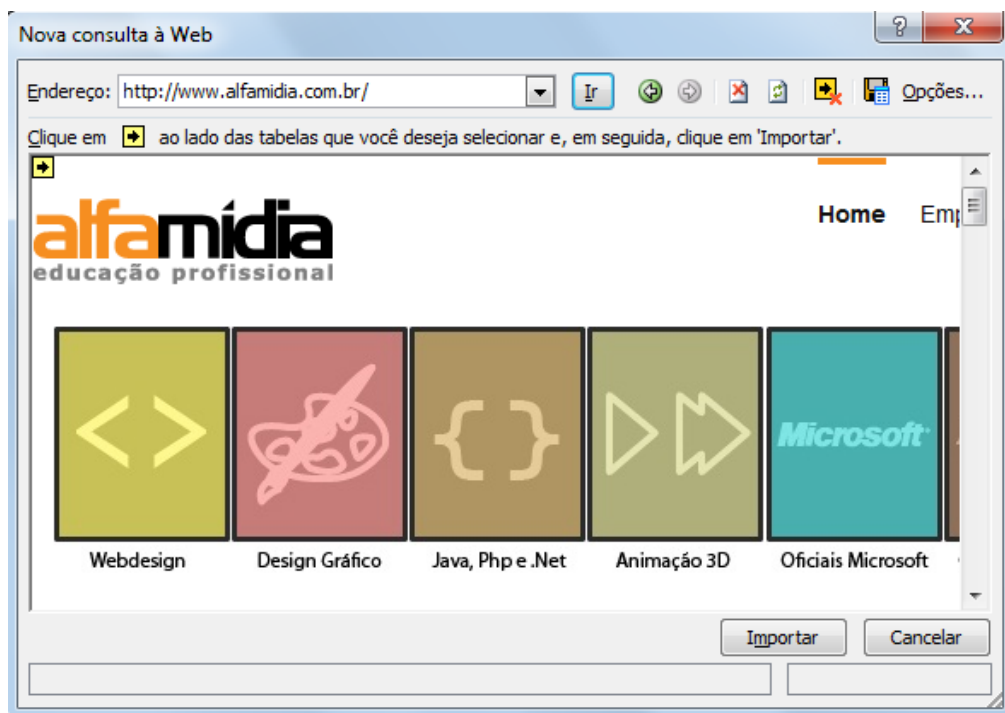 Nova consulta à Web
Endereço: http://www.alfamidia.com.br/ Ir Opções...
Clique em ao lado das tabelas que você deseja selecionar e, em seguida, clique em 'Importar'.
alfamídia
educação profissional
Home
<> { } Microsoft
Webdesign Design Gráfico Java, Php e .Net Animação 3D Oficiais Microsoft
Importar Cancelar